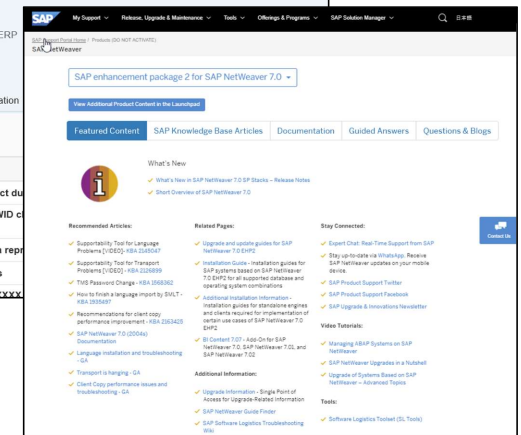 ERP
ation
ct du
WID cl
n repr
s
XXXX
SAP
My Support
Release, Upgrade & Maintenance
Tools
Offerings & Programs
SAP Solution Manager
日本語
SAP Support Portal Home / Products (DO NOT ACTIVATE)
SAP NetWeaver
SAP enhancement package 2 for SAP NetWeaver 7.0
View Additional Product Content in the Launchpad
Featured Content
SAP Knowledge Base Articles
Documentation
Guided Answers
Questions & Blogs
What's New
What's New in SAP NetWeaver 7.0 SP Stacks – Release Notes
Short Overview of SAP NetWeaver 7.0
Contact Us
Recommended Articles:
Supportability Tool for Language
Problems [VIDEO]- KBA 2149047
Supportability Tool for Transport
Problems [VIDEO] - KBA 2126899
TMS Password Change - KBA 1568362
How to finish a language import by SMLT -
KBA 1935497
Recommendations for client copy
performance improvement - KBA 2163425
SAP NetWeaver 7.0 (2004s)
Documentation
Language installation and troubleshooting
- GA
Transport is hanging - GA
Client Copy performance issues and
troubleshooting - GA
Related Pages:
Upgrade and update guides for SAP
NetWeaver 7.0 EHP2
Installation Guide - Installation guides for
SAP systems based on SAP NetWeaver
7.0 EHP2 for all supported database and
operating system combinations
Additional Installation Information -
Installation guides for standalone engines
and clients required for implementation of
certain use cases of SAP NetWeaver 7.0
EHP2
BI Content 7.07 - Add-On for SAP
NetWeaver 7.0, SAP NetWeaver 7.01, and
SAP NetWeaver 7.02
Additional Information:
Upgrade Information - Single Point of
Access for Upgrade-Related Information
SAP NetWeaver Guide Finder
SAP Software Logistics Troubleshooting
Wiki
Stay Connected:
Expert Chat: Real-Time Support from SAP
Stay up-to-date via WhatsApp. Receive
SAP NetWeaver updates on your mobile
device.
SAP Product Support Twitter
SAP Product Support Facebook
SAP Upgrade & Innovations Newsletter
Video Tutorials:
Managing ABAP Systems on SAP
NetWeaver
SAP NetWeaver Upgrades in a Nutshell
Upgrade of Systems Based on SAP
NetWeaver – Advanced Topics
Tools:
Software Logistics Toolset (SL Tools)